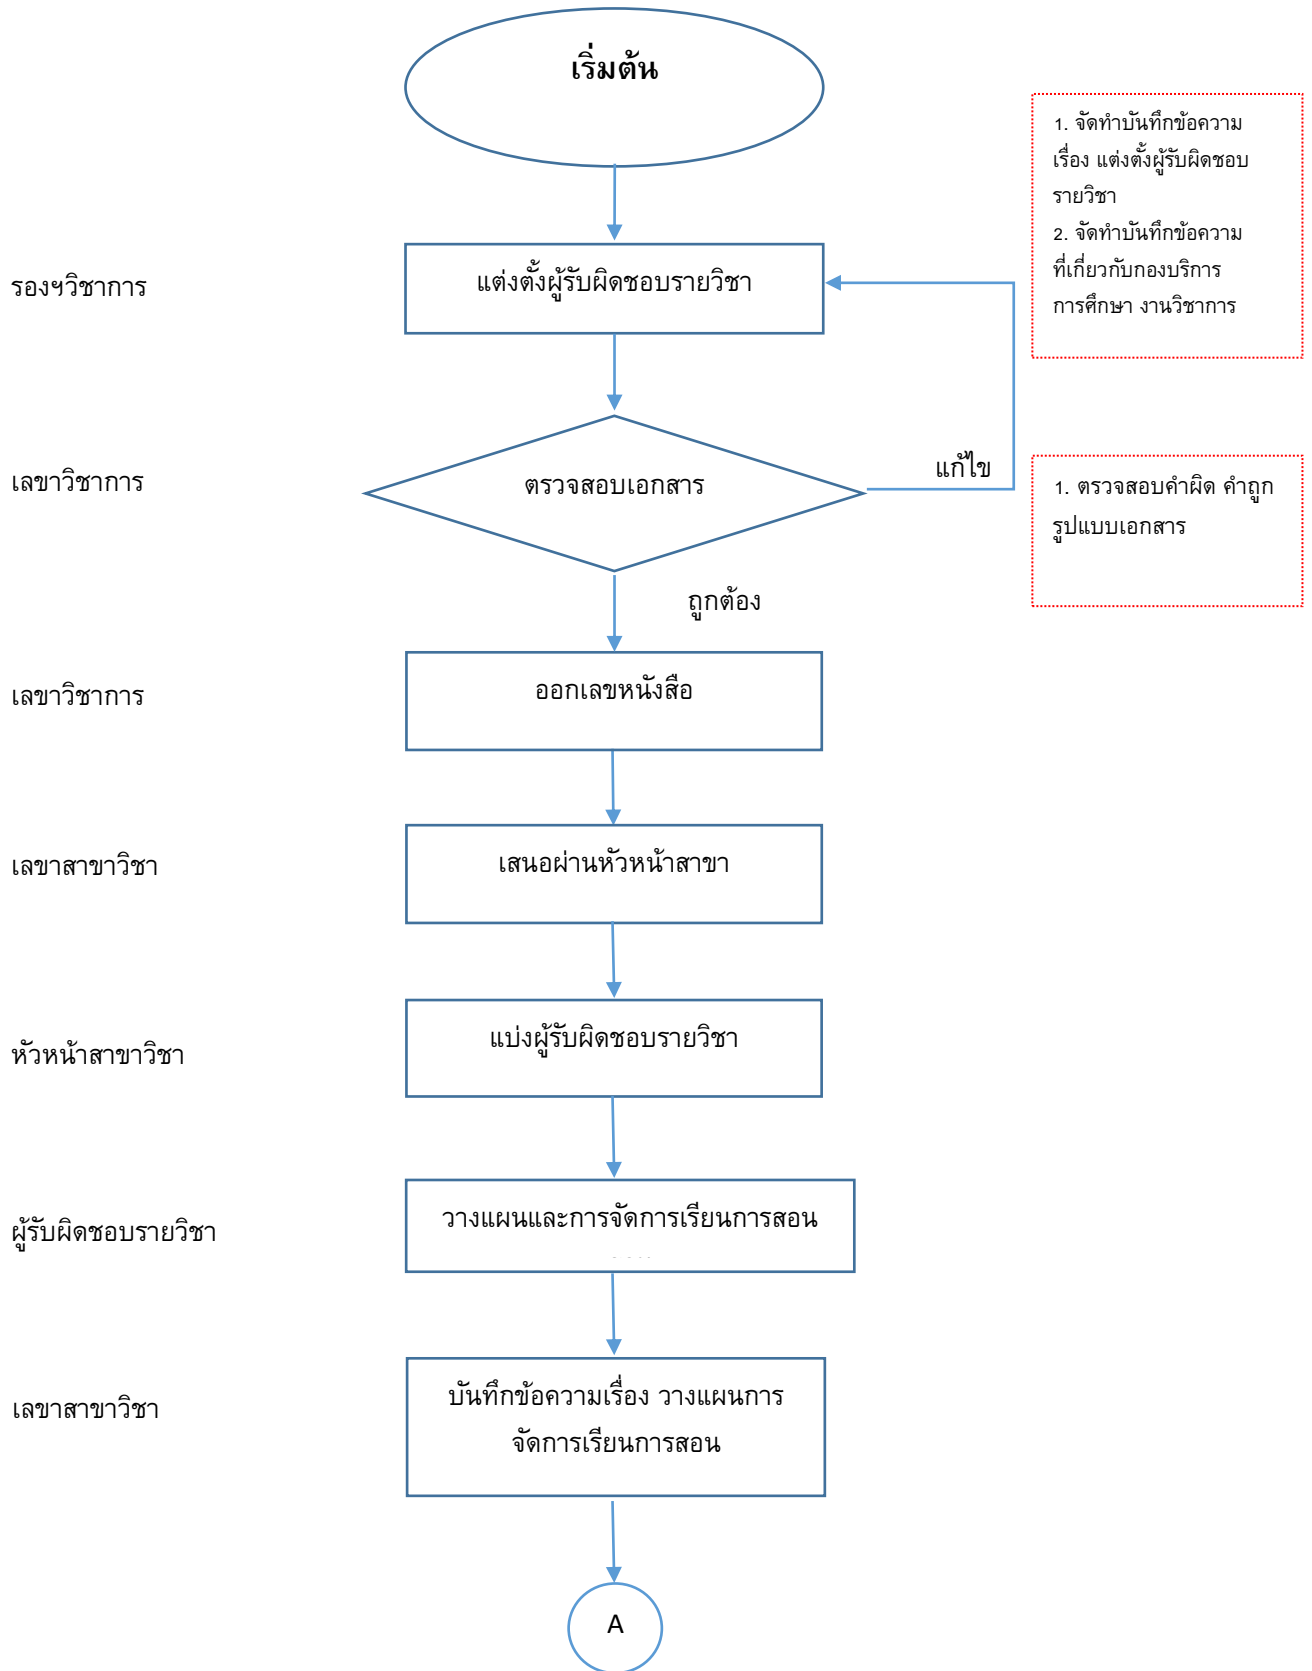 เริ่มต้น
1. จัดทำบันทึกข้อความ
เรื่อง แต่งตั้งผู้รับผิดชอบ
รายวิชา
2. จัดทำบันทึกข้อความ
ที่เกี่ยวกับกองบริการ
การศึกษา งานวิชาการ
รองฯวิชาการ
แต่งตั้งผู้รับผิดชอบรายวิชา
เลขาวิชาการ
ตรวจสอบเอกสาร
แก้ไข
1. ตรวจสอบคำผิด คำถูก
รูปแบบเอกสาร
ถูกต้อง
เลขาวิชาการ
ออกเลขหนังสือ
เลขาสาขาวิชา
เสนอผ่านหัวหน้าสาขา
หัวหน้าสาขาวิชา
แบ่งผู้รับผิดชอบรายวิชา
ผู้รับผิดชอบรายวิชา
วางแผนและการจัดการเรียนการสอน
เลขาสาขาวิชา
บันทึกข้อความเรื่อง วางแผนการ
จัดการเรียนการสอน
A